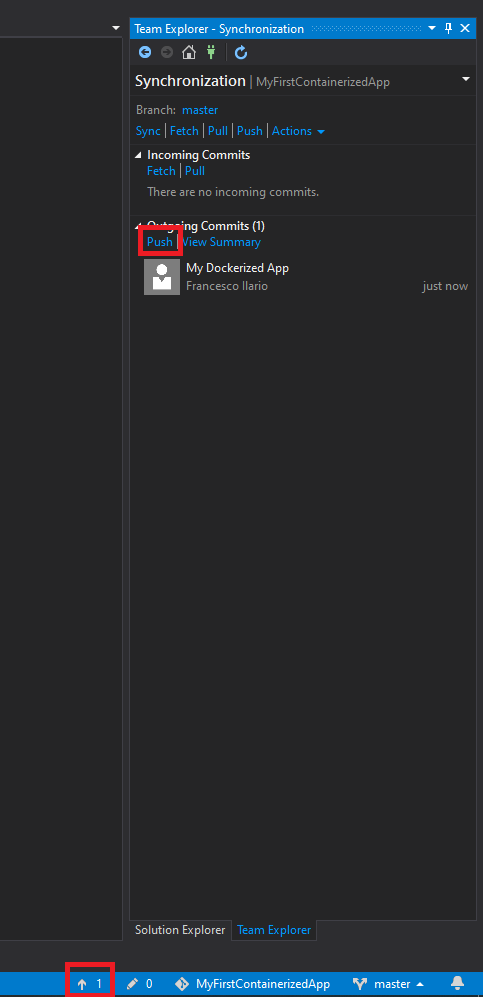 Team Explorer - Synchronization
Synchronization | MyFirstContainerizedApp
Branch: master
Sync | Fetch | Pull | Push | Actions
Incoming Commits
Fetch | Pull
There are no incoming commits.
Outgoing Commits (1)
Push | View Summary
My Dockerized App
Francesco Ilario just now
Solution Explorer Team Explorer
1 0 MyFirstContainerizedApp master